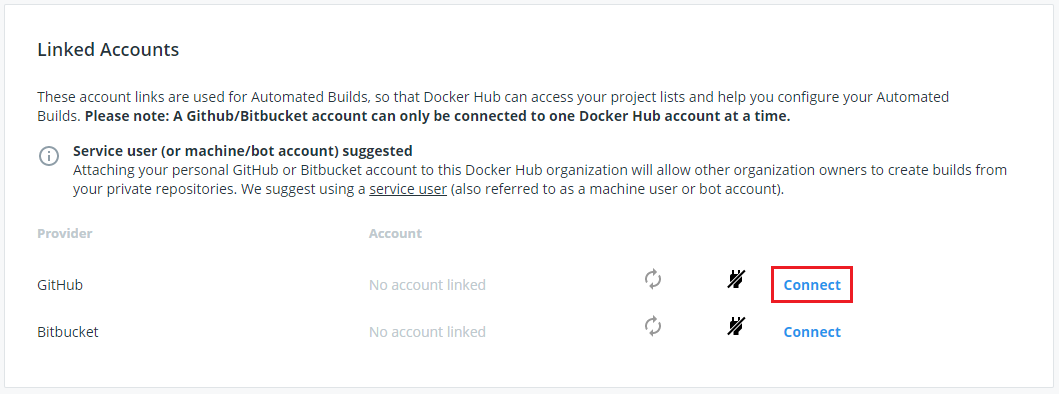 Linked Accounts
These account links are used for Automated Builds, so that Docker Hub can access your project lists and help you configure your Automated
Builds. Please note: A Github/Bitbucket account can only be connected to one Docker Hub account at a time.
Service user (or machine/bot account) suggested
Attaching your personal GitHub or Bitbucket account to this Docker Hub organization will allow other organization owners to create builds from
your private repositories. We suggest using a service user (also referred to as a machine user or bot account).
Provider Account
GitHub No account linked Connect
Bitbucket No account linked Connect